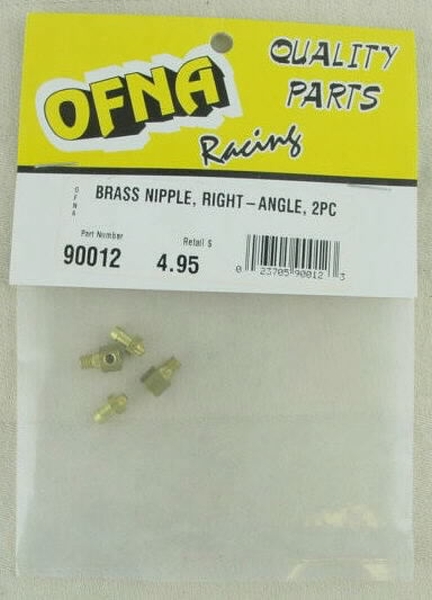 OFNA
Racing
QUALITY
PARTS
OFNA
BRASS NIPPLE, RIGHT-ANGLE, 2PC
Part Number
90012
Retail $
4.95
0 23705 90012 3